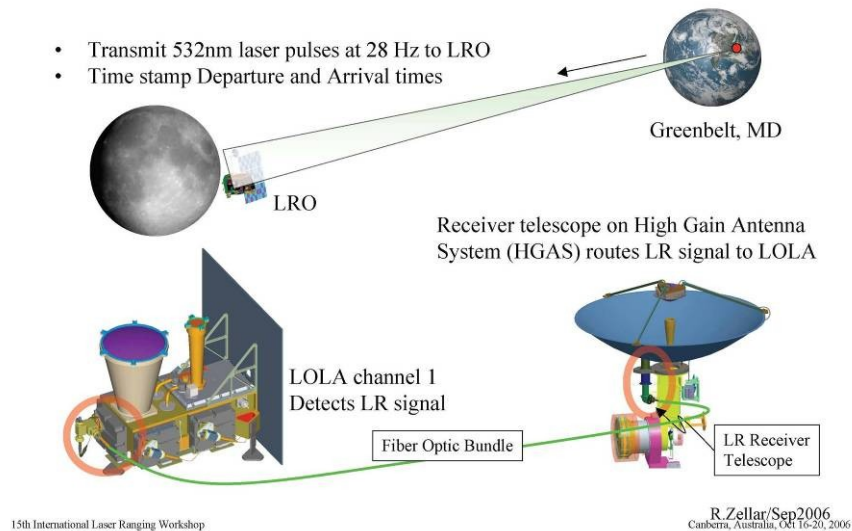 • Transmit 532nm laser pulses at 28 Hz to LRO
• Time stamp Departure and Arrival times
Greenbelt, MD
LRO
Receiver telescope on High Gain Antenna
System (HGAS) routes LR signal to LOLA
LOLA channel 1
Detects LR signal
Fiber Optic Bundle
LR Receiver
Telescope
R.Zellar/Sep2006
15th International Laser Ranging Workshop
Canberra, Australia, Oct 16-20, 2006